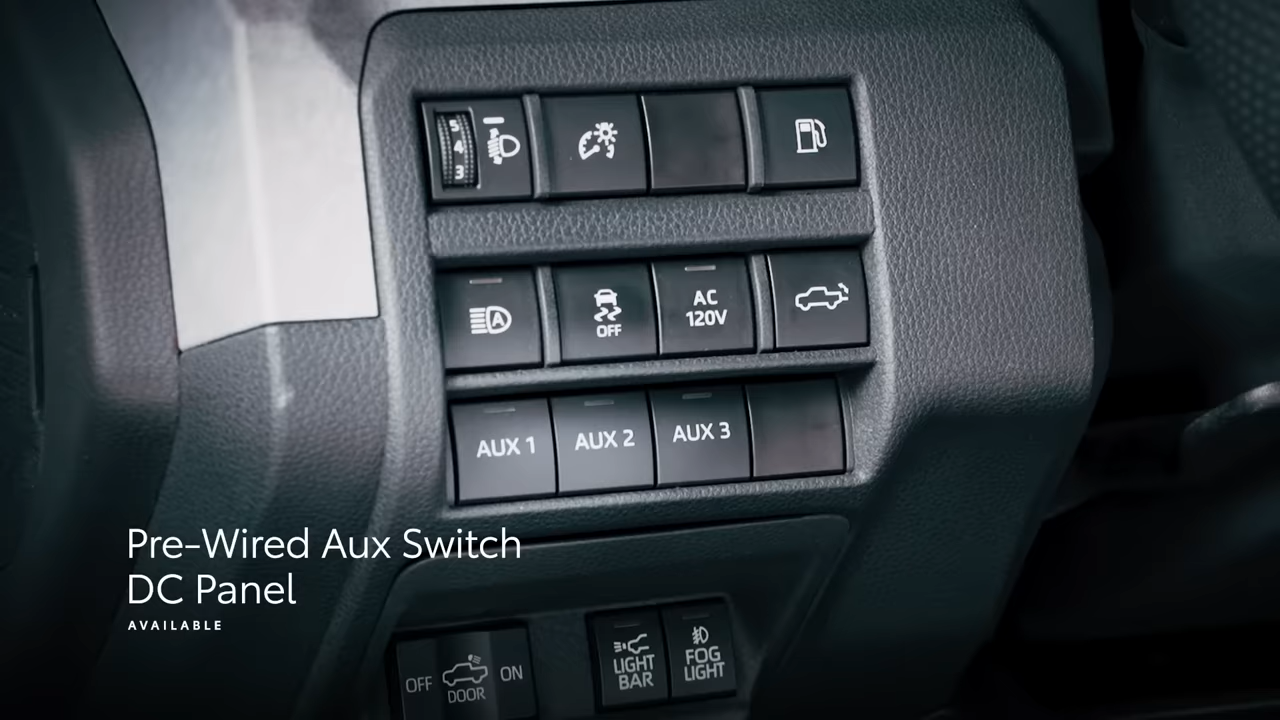 5
4
3
A
OFF
AC
120V
AUX 1
AUX 2
AUX 3
Pre-Wired Aux Switch
DC Panel
AVAILABLE
OFF
DOOR
ON
LIGHT
BAR
FOG
LIGHT